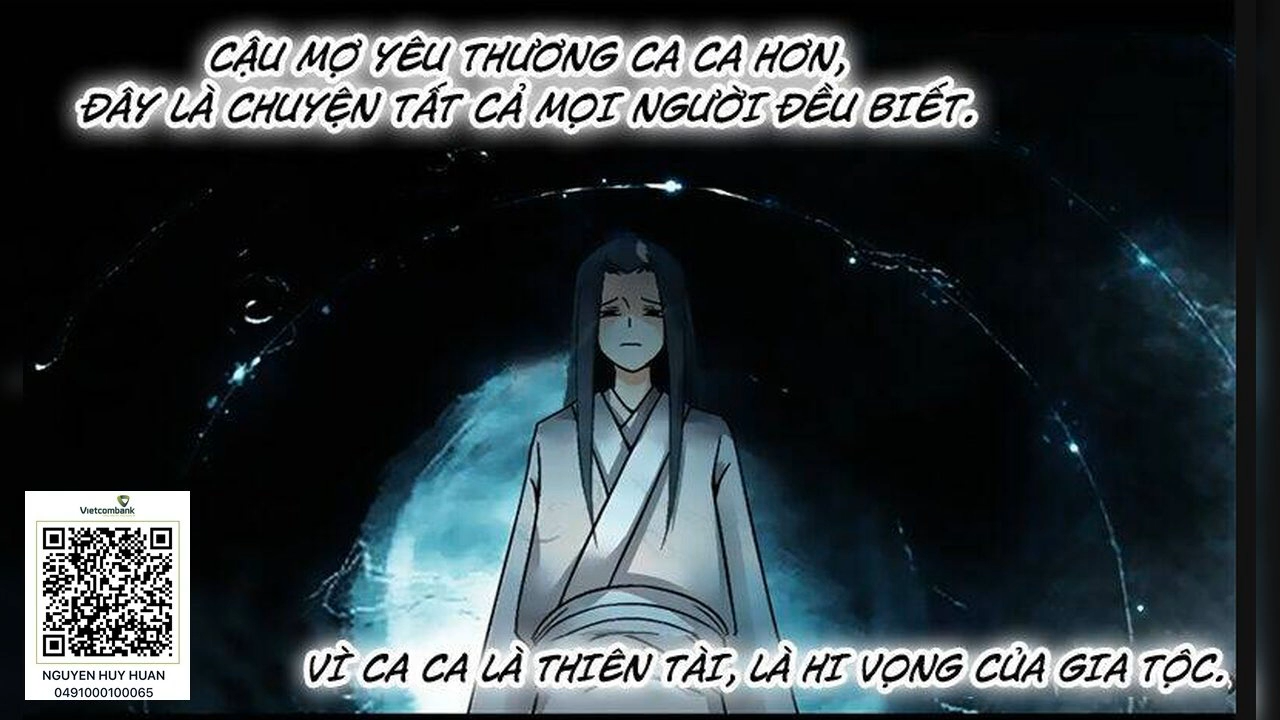 CẬU MỢ YÊU THƯƠNG CA CA HƠN,
ĐÂY LÀ CHUYỆN TẤT CẢ MỌI NGƯỜI ĐỀU BIẾT.
Vietcombank
NGUYEN HUY HUAN
0491000100065
VÌ CA CA LÀ THIÊN TÀI, LÀ HI VỌNG CỦA GIA TỘC.